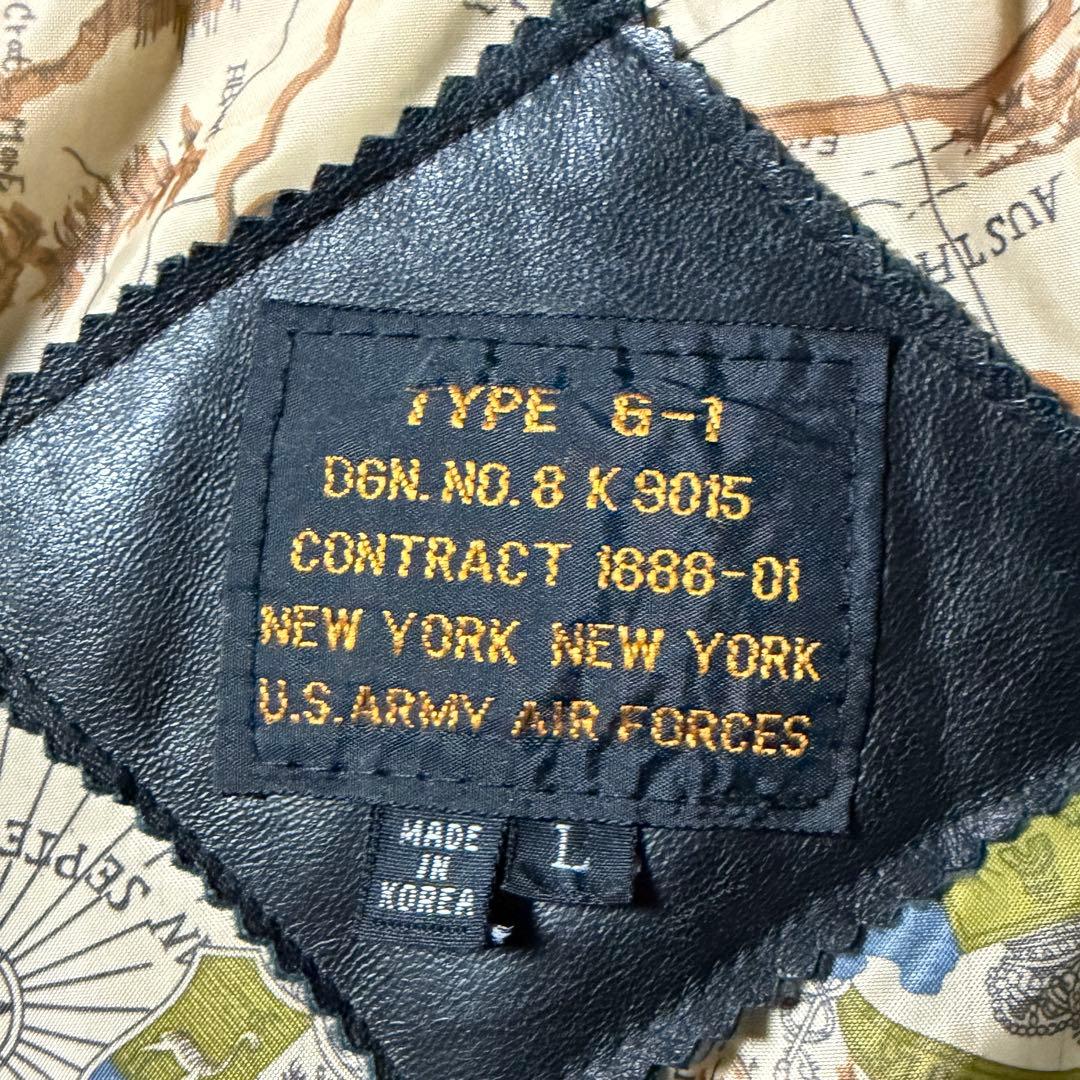 TYPE G-1
DGN. NO. 8 K 9015
CONTRACT 1888-01
NEW YORK NEW YORK
U.S. ARMY AIR FORCES
MADE
IN
KOREA
L